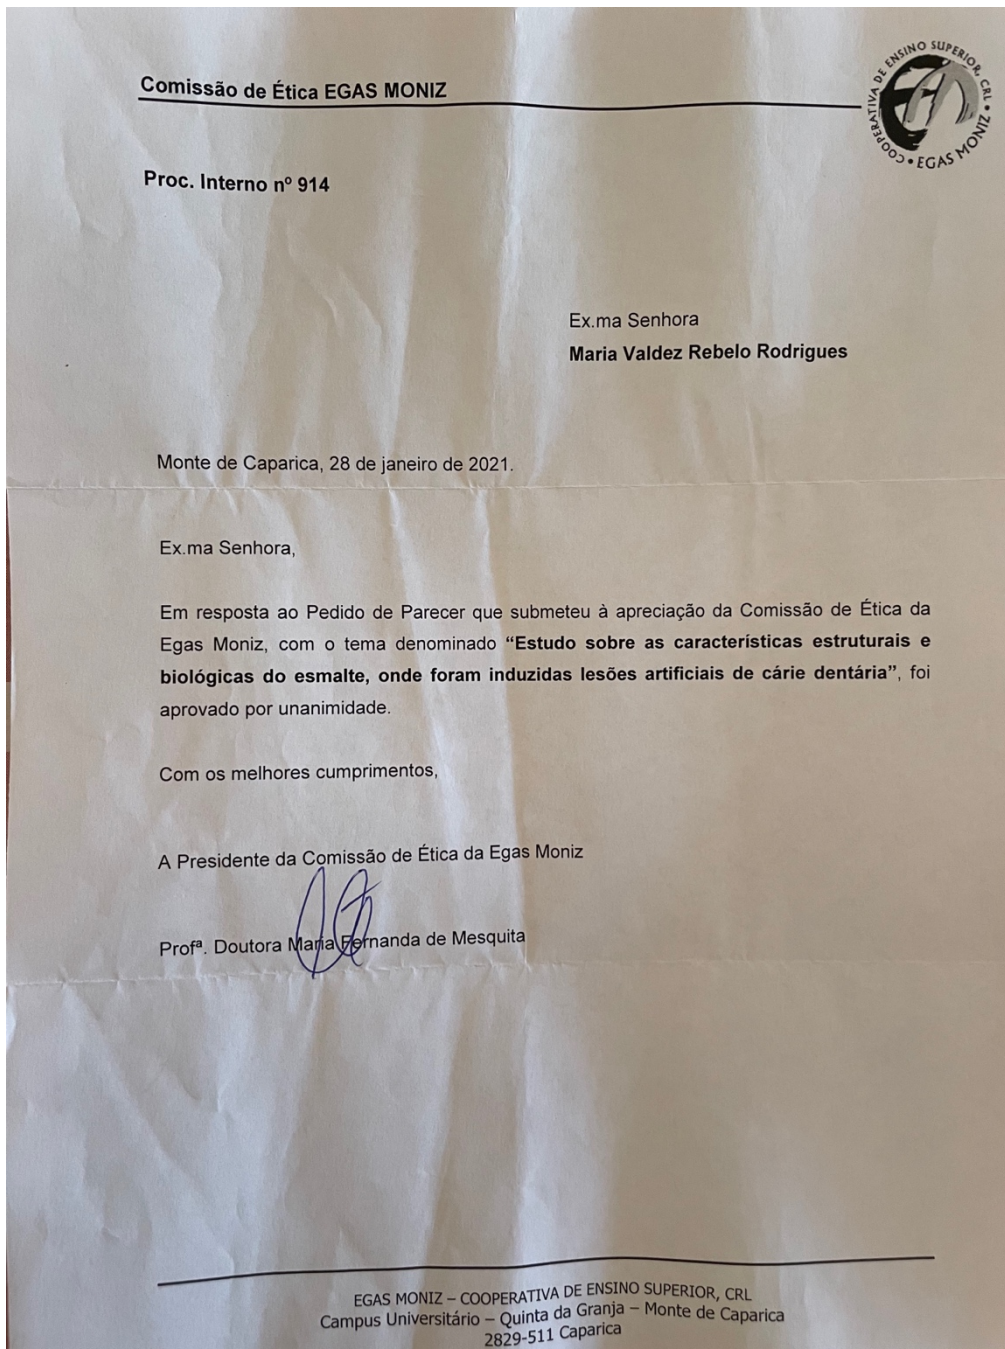 Comissão de Ética EGAS MONIZ
COOPERATIVA DE ENSINO SUPERIOR, CRL • EGAS MONIZ •
Proc. Interno nº 914
Ex.ma Senhora
Maria Valdez Rebelo Rodrigues
Monte de Caparica, 28 de janeiro de 2021.
Ex.ma Senhora,
Em resposta ao Pedido de Parecer que submeteu à apreciação da Comissão de Ética da
Egas Moniz, com o tema denominado “Estudo sobre as características estruturais e
biológicas do esmalte, onde foram induzidas lesões artificiais de cárie dentária”, foi
aprovado por unanimidade.
Com os melhores cumprimentos,
A Presidente da Comissão de Ética da Egas Moniz
Profª. Doutora Maria Fernanda de Mesquita
EGAS MONIZ – COOPERATIVA DE ENSINO SUPERIOR, CRL
Campus Universitário – Quinta da Granja – Monte de Caparica
2829-511 Caparica